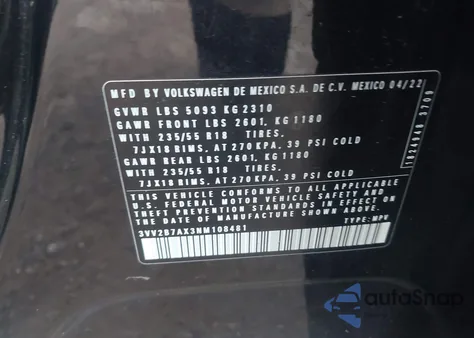 MFD BY VOLKSWAGEN DE MEXICO S.A. DE C.V. MEXICO 04/22
GVWR LBS 5093 KG 2310
GAWR FRONT LBS 2601, KG 1180
WITH 235/55 R18 TIRES.
7JX18 RIMS, AT 270 KPA, 39 PSI COLD
GAWR REAR LBS 2601, KG 1180
WITH 235/55 R18 TIRES.
7JX18 RIMS, AT 270 KPA, 39 PSI COLD
THIS VEHICLE CONFORMS TO ALL APPLICABLE
U.S. FEDERAL MOTOR VEHICLE SAFETY AND
THEFT PREVENTION STANDARDS IN EFFECT ON
THE DATE OF MANUFACTURE SHOWN ABOVE.
3VV2B7AX3NM108481
TYPE: MPV
autoSnap